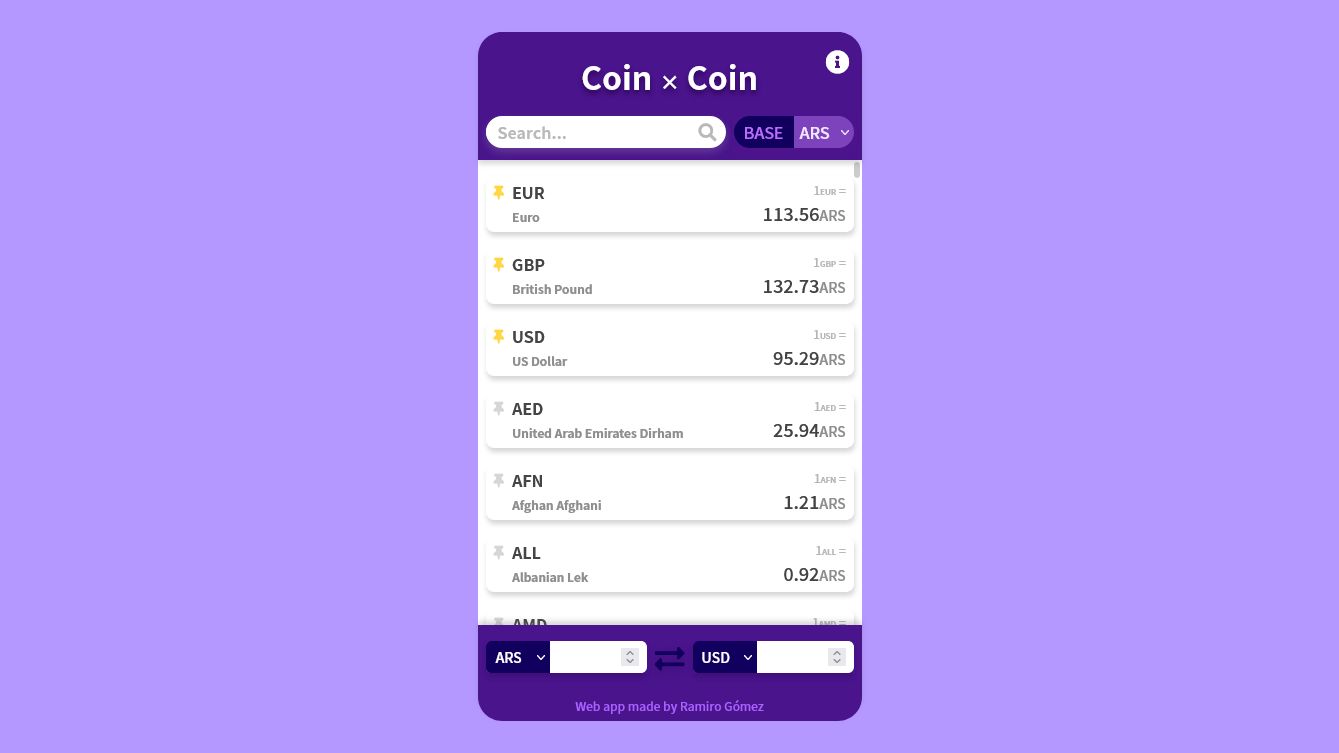 Coin × Coin
Search...
BASE ARS
EUR
1EUR =
Euro
113.56ARS
GBP
1GBP =
British Pound
132.73ARS
USD
1USD =
US Dollar
95.29ARS
AED
1AED =
United Arab Emirates Dirham
25.94ARS
AFN
1AFN =
Afghan Afghani
1.21ARS
ALL
1ALL =
Albanian Lek
0.92ARS
AMD
1AMD =
ARS
USD
Web app made by Ramiro Gómez